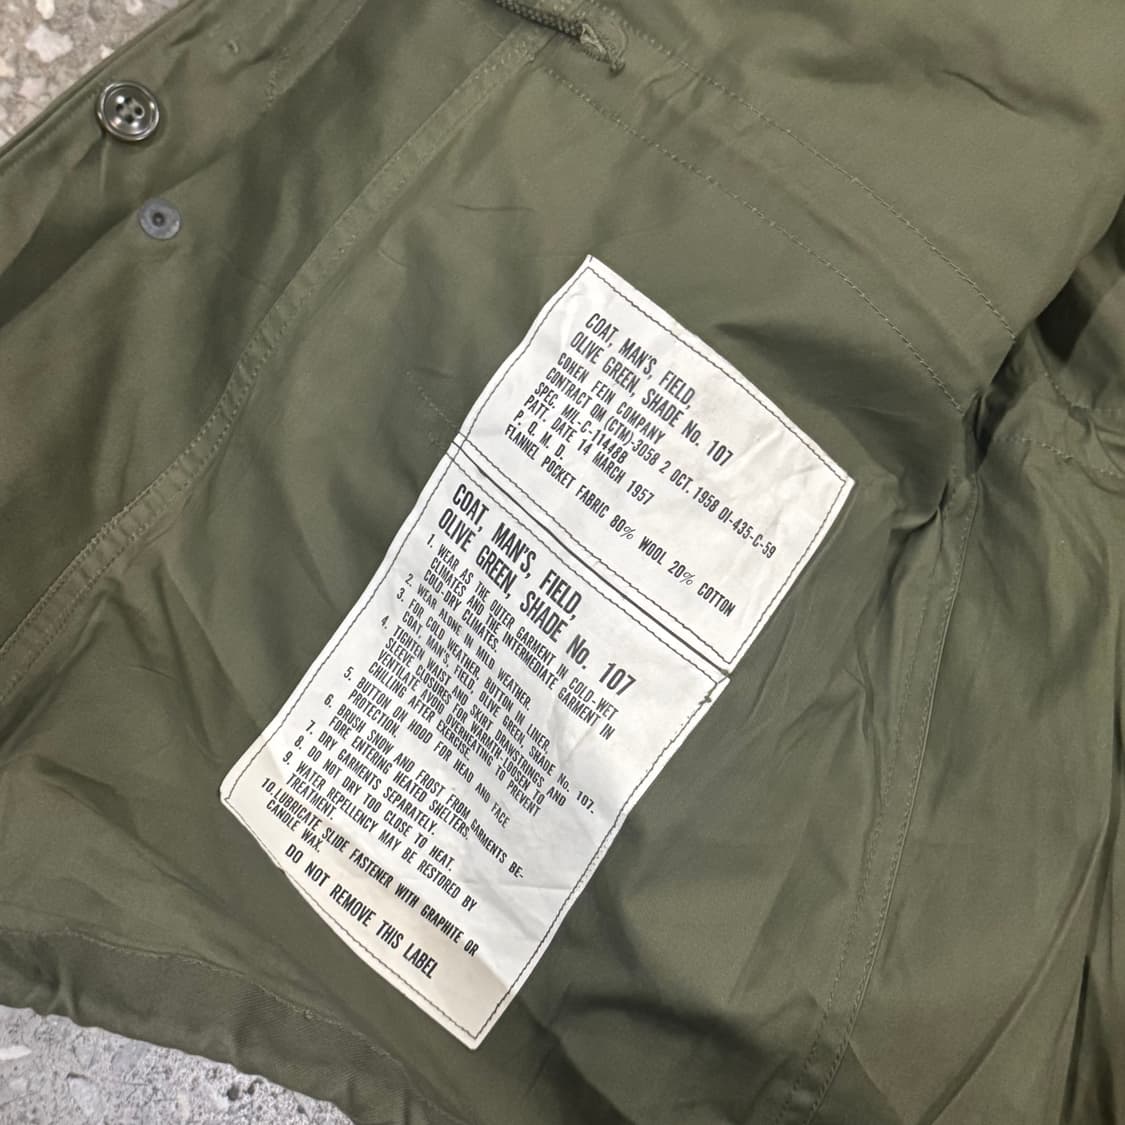 COAT, MAN'S, FIELD,
OLIVE GREEN, SHADE No. 107
COHEN FEIN COMPANY
CONTRACT QM (CTM)-3058 2 OCT. 1958 OI-435-C-59
SPEC. MIL-C-11448B
PATT. DATE 14 MARCH 1957
P. Q. M. D.
FLANNEL POCKET FABRIC 80% WOOL 20% COTTON
COAT, MAN'S, FIELD,
OLIVE GREEN, SHADE No. 107
1. WEAR AS THE OUTER GARMENT IN COLD-WET
CLIMATES AND THE INTERMEDIATE GARMENT IN
COLD-DRY CLIMATES.
2. WEAR ALONE IN MILD WEATHER.
3. FOR COLD WEATHER, BUTTON IN LINER,
COAT, MAN'S, FIELD, OLIVE GREEN, SHADE No. 107.
4. TIGHTEN WAIST AND SKIRT DRAWSTRINGS AND
SLEEVE CLOSURES FOR WARMTH-LOOSEN TO
VENTILATE AVOID OVERHEATING TO PREVENT
CHILLING AFTER EXERCISE.
5. BUTTON ON HOOD FOR HEAD AND FACE
PROTECTION.
6. BRUSH SNOW AND FROST FROM GARMENTS BE-
FORE ENTERING HEATED SHELTERS.
7. DRY GARMENTS SEPARATELY.
8. DO NOT DRY TOO CLOSE TO HEAT.
9. WATER REPELLENCY MAY BE RESTORED BY
TREATMENT.
10. LUBRICATE SLIDE FASTENER WITH GRAPHITE OR
CANDLE WAX.
DO NOT REMOVE THIS LABEL